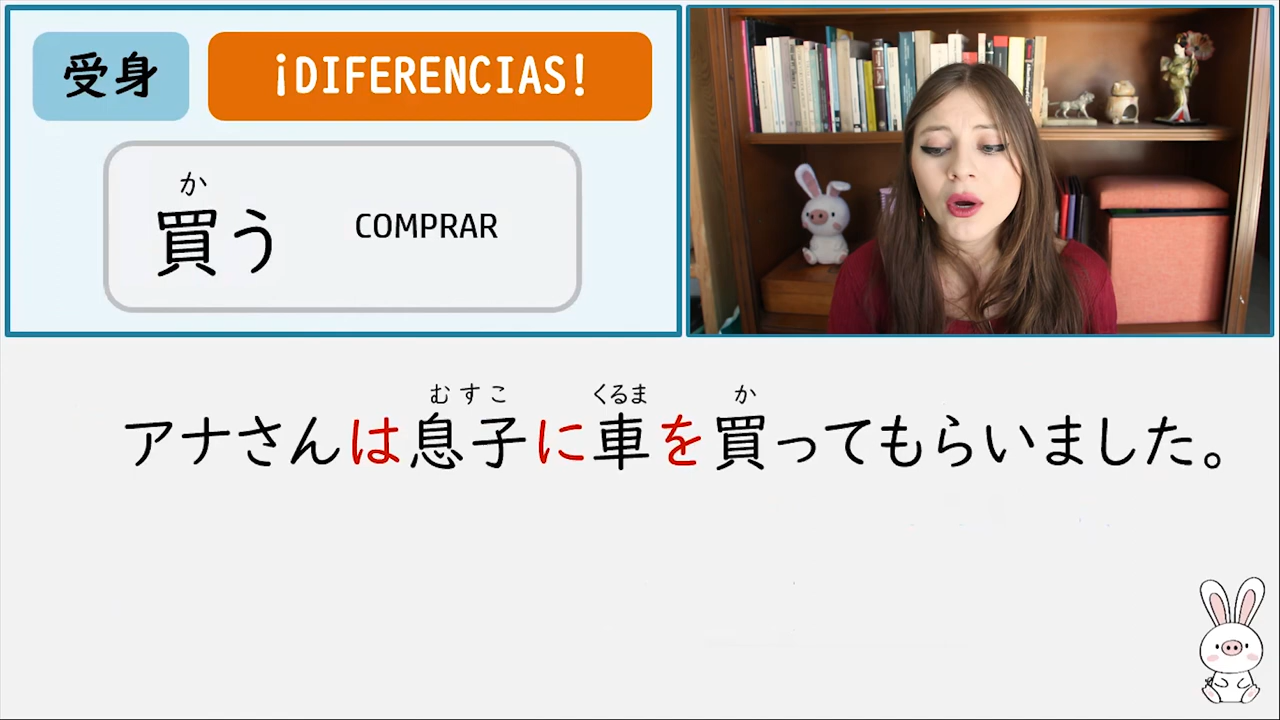 受身
¡DIFERENCIAS!
か
買う
COMPRAR
むすこ くるま か
アナさんは息子に車を買ってもらいました。